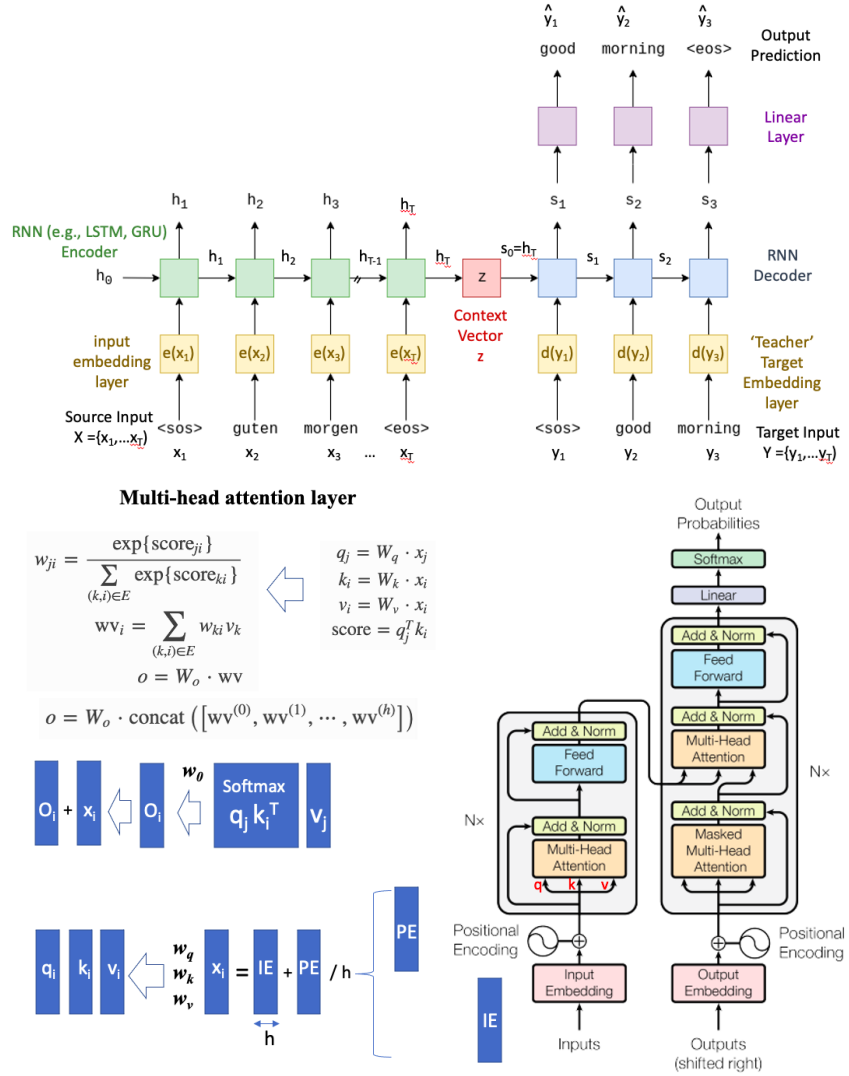 ŷ1 ŷ2 ŷ3
good morning <eos>
Output
Prediction
Linear
Layer
h1 h2 h3 hT s1 s2 s3
RNN (e.g., LSTM, GRU)
Encoder
h0 h1 h2 hT-1 hT z s0=hT s1 s2
RNN
Decoder
Context
Vector
z
input
embedding
layer
e(x1) e(x2) e(x3) e(xT) d(y1) d(y2) d(y3)
‘Teacher’
Target
Embedding
layer
Source Input
X ={x1,...xT)
<sos> guten morgen <eos> <sos> good morning
x1 x2 x3 ... xT y1 y2 y3
Target Input
Y ={y1,...yT)
Multi-head attention layer
wji = exp{scoreji} / ∑(k,i)∈E exp{scoreki}
wvi = ∑(k,i)∈E wki vk
o = Wo · wv
qj = Wq · xj
ki = Wk · xi
vi = Wv · xi
score = qjT ki
o = Wo · concat ([wv(0), wv(1), ⋯ , wv(h)])
Oi + xi Oi w0 Softmax
qj kiT vj
qi ki vi wq
wk
wv
xi = IE + PE / h
h
PE
IE
Output
Probabilities
Softmax
Linear
Add & Norm
Feed
Forward
Add & Norm
Multi-Head
Attention
Nx
Add & Norm
Masked
Multi-Head
Attention
Add & Norm
Feed
Forward
Nx
Add & Norm
Multi-Head
Attention
q k v
Positional
Encoding
Positional
Encoding
Input
Embedding
Output
Embedding
Inputs
Outputs
(shifted right)